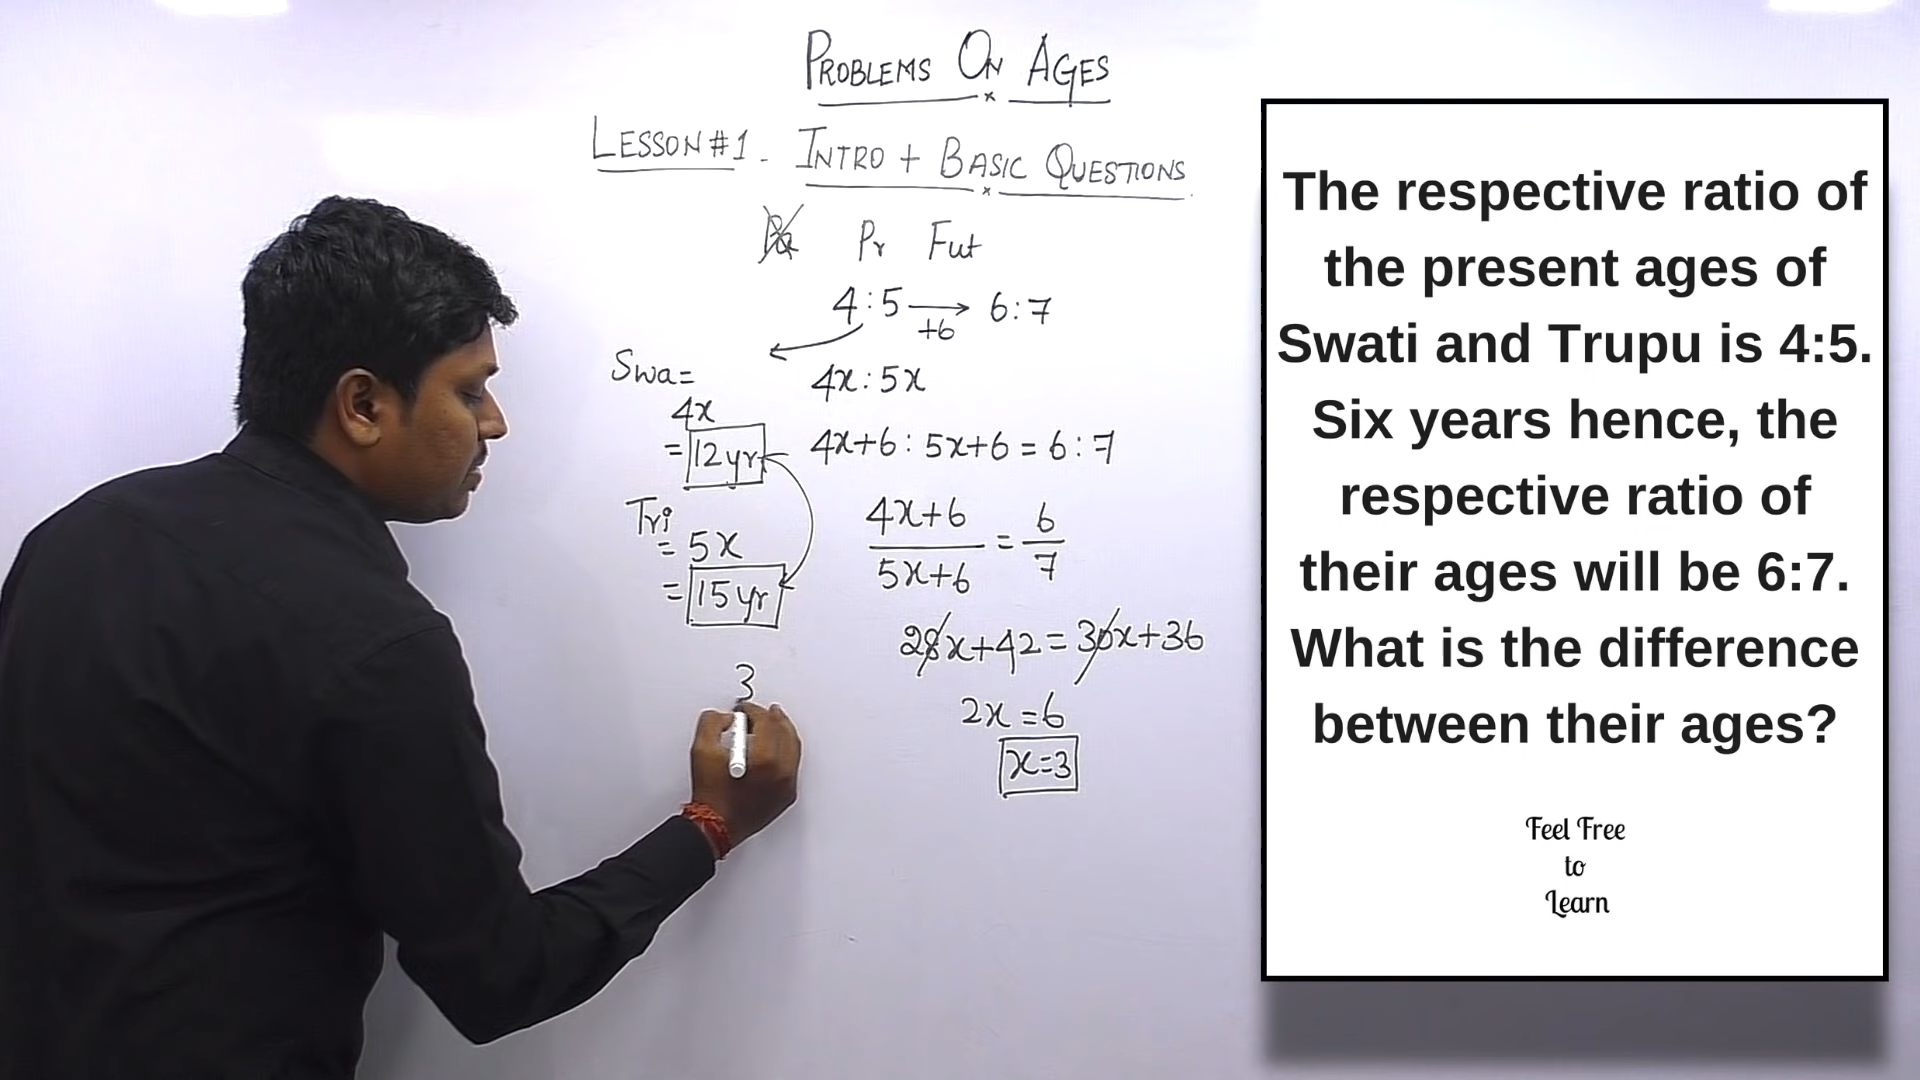 PROBLEMS ON AGES
LESSON #1 - INTRO + BASIC QUESTIONS
Pr Fut
4:5 → 6:7
+6
Swa=
4x
= 12yr
Tri
= 5x
= 15yr
3
4x:5x
4x+6:5x+6=6:7
4x+6/5x+6 = 6/7
28x+42=30x+36
2x=6
x=3
The respective ratio of
the present ages of
Swati and Trupu is 4:5.
Six years hence, the
respective ratio of
their ages will be 6:7.
What is the difference
between their ages?
Feel Free
to
Learn